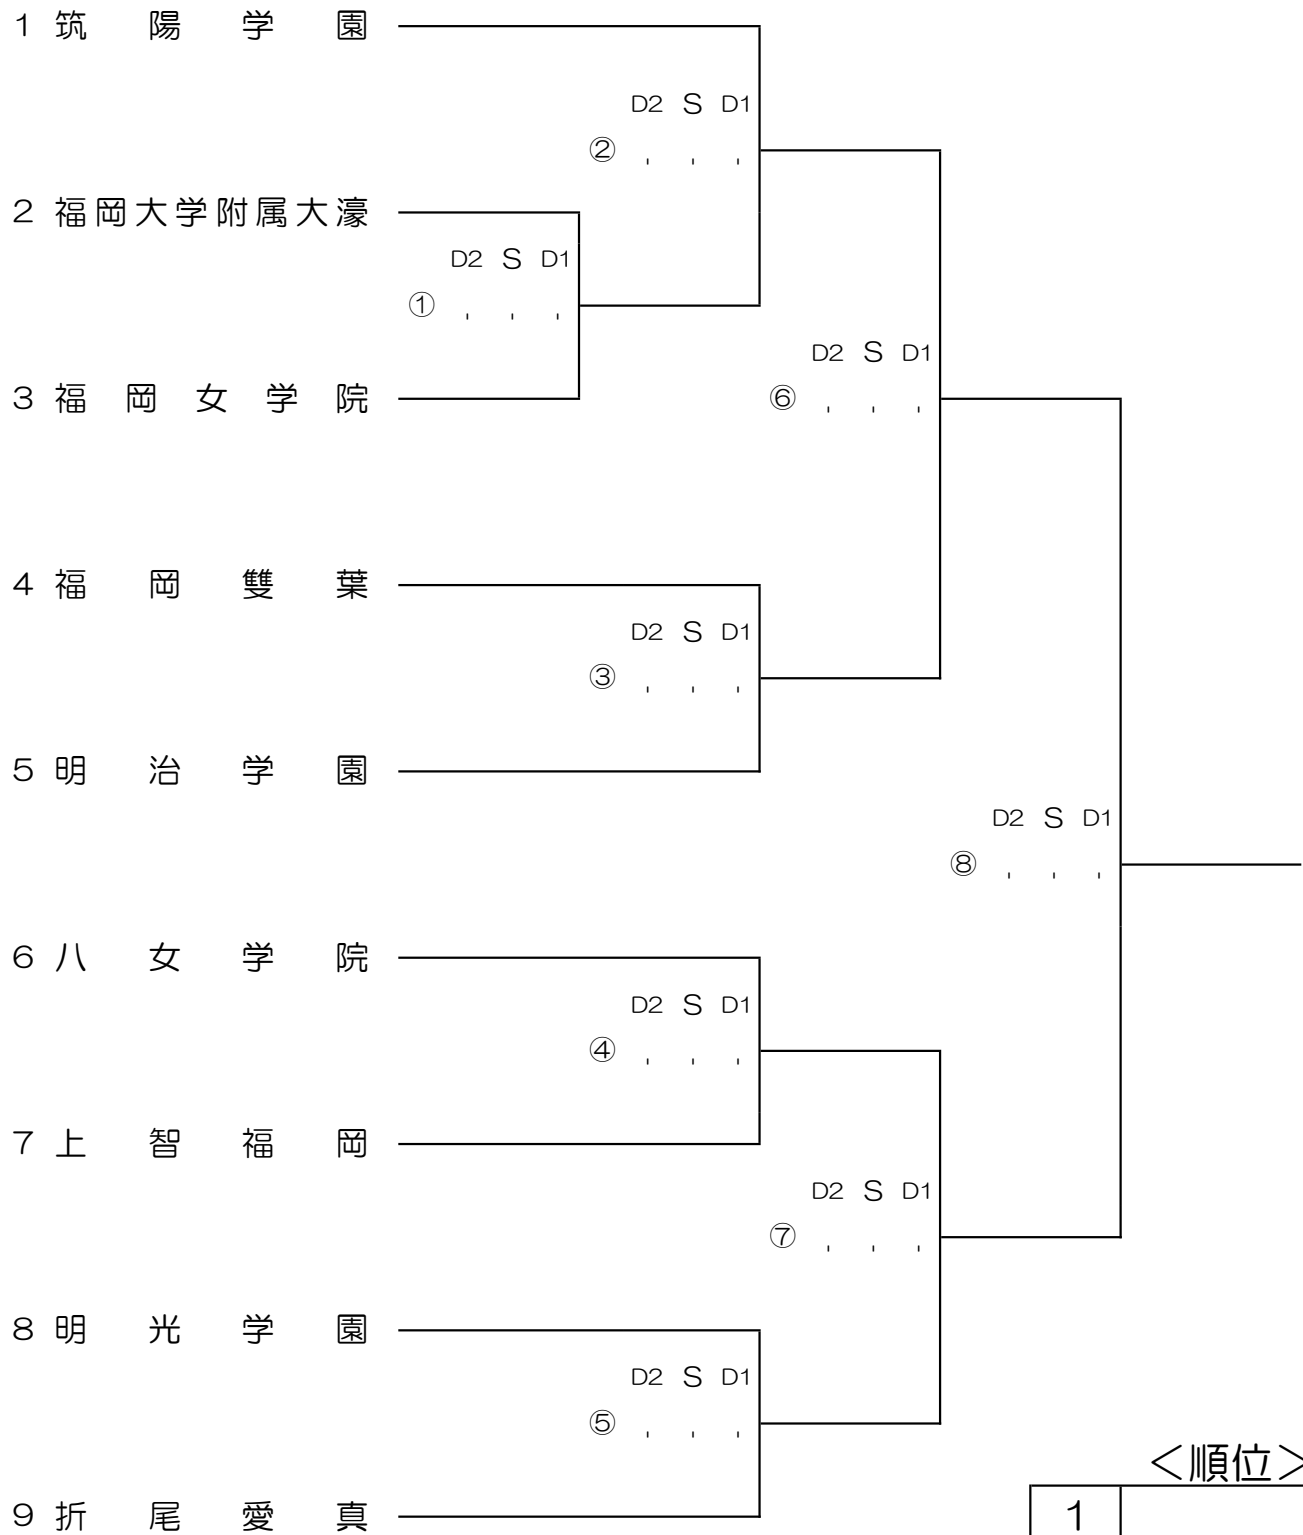 1 筑陽学園
D2 S D1
② , , ,
2 福岡大学附属大濠
D2 S D1
① , , ,
D2 S D1
3 福岡女学院
⑥ , , ,
4 福岡雙葉
D2 S D1
③ , , ,
5 明治学園
D2 S D1
⑧ , , ,
6 八女学院
D2 S D1
④ , , ,
7 上智福岡
D2 S D1
⑦ , , ,
8 明光学園
D2 S D1
⑤ , , ,
<順位>
9 折尾愛真
1